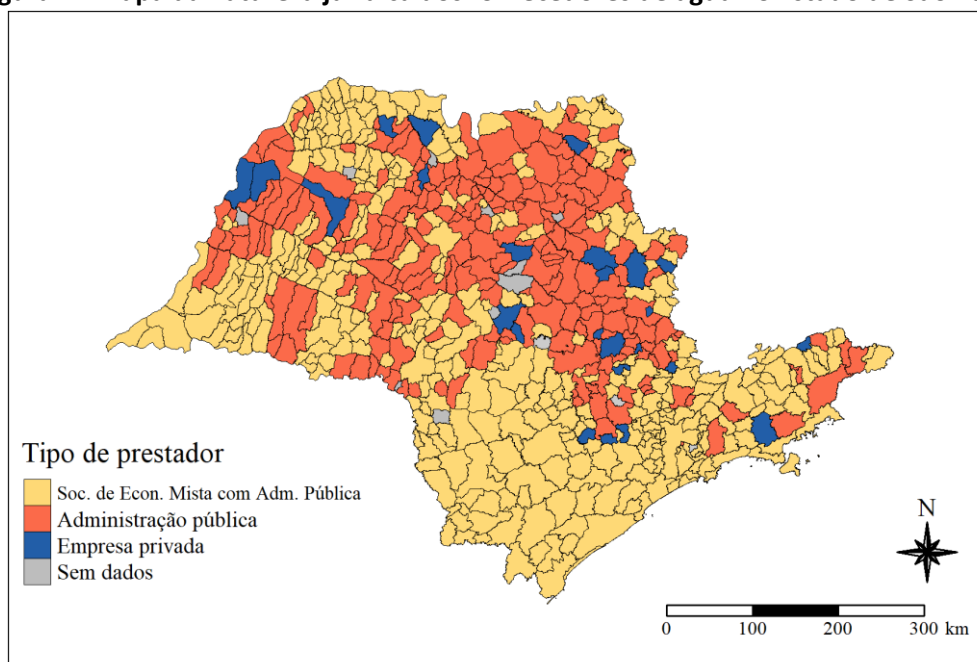 Tipo de prestador
Soc. de Econ. Mista com Adm. Pública
Administração pública
Empresa privada
Sem dados
N
0 100 200 300 km